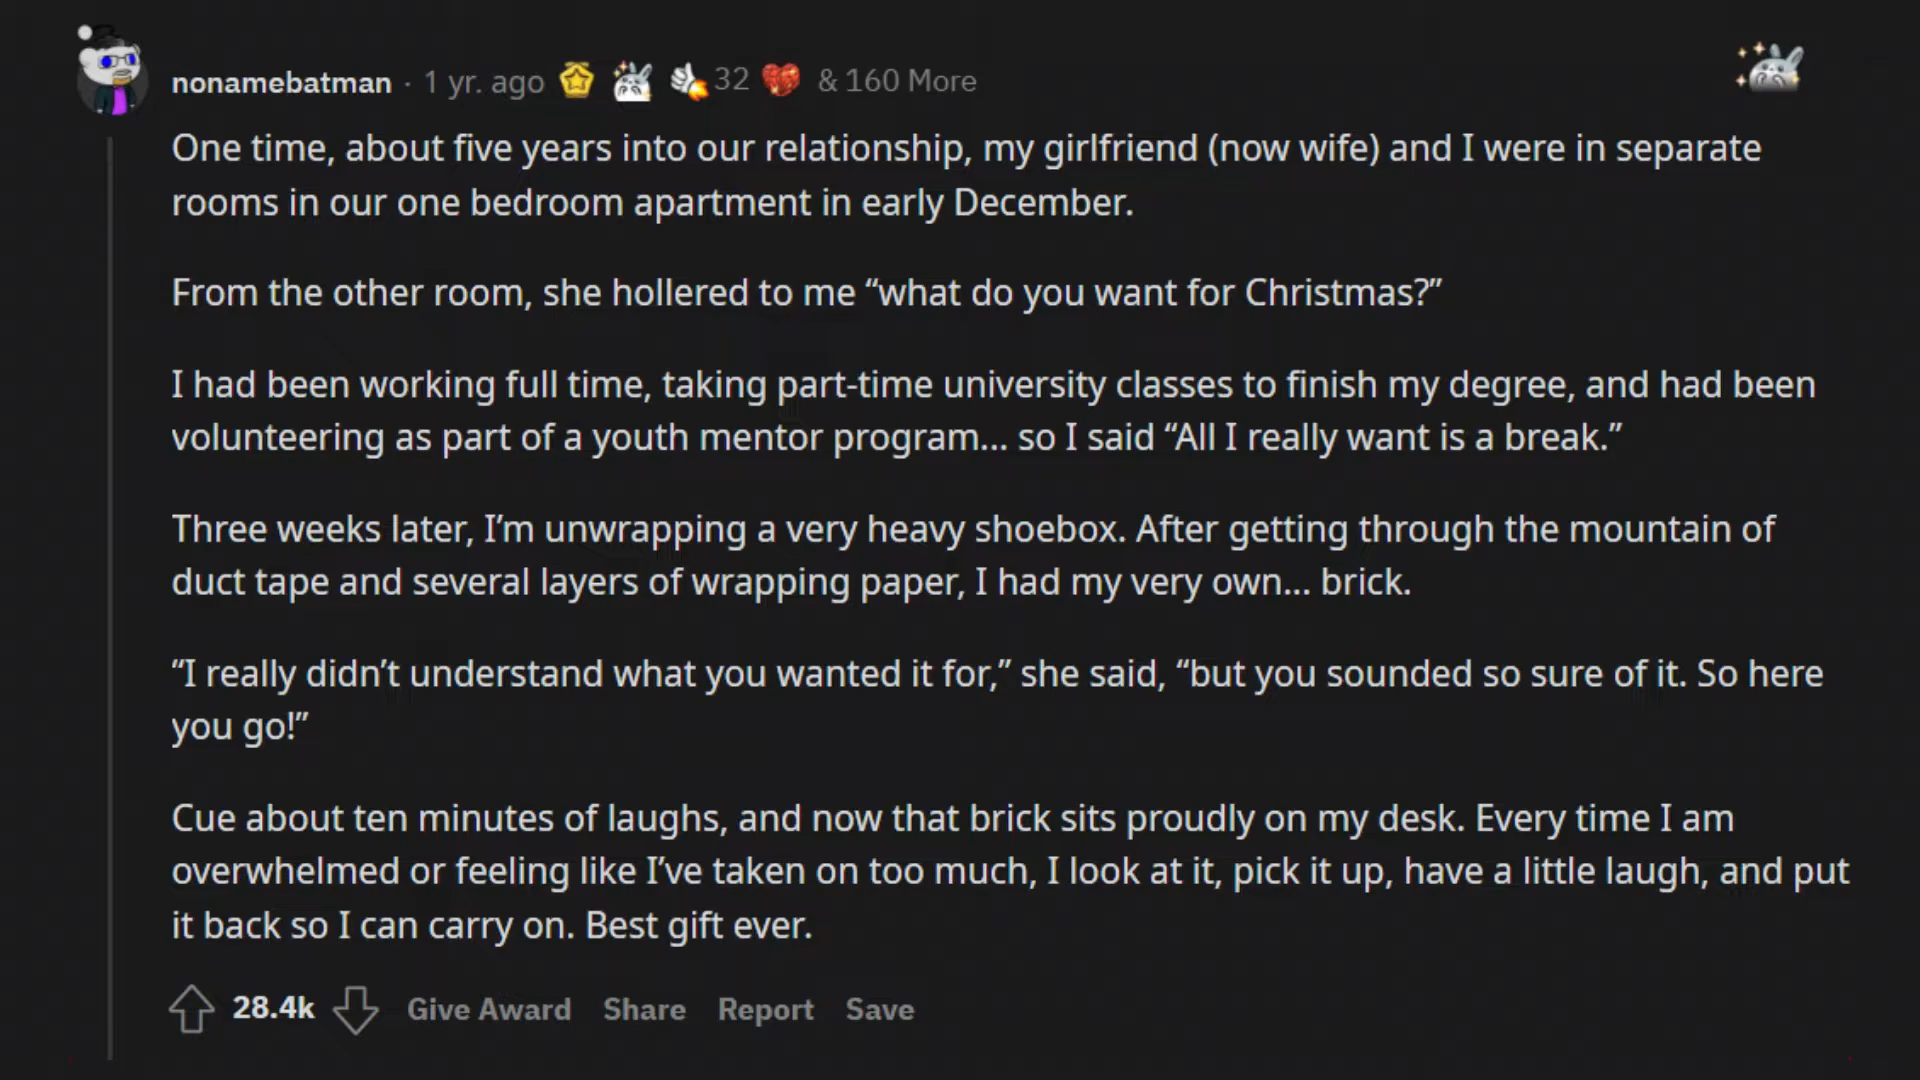 nonamebatman · 1 yr. ago 32 & 160 More
One time, about five years into our relationship, my girlfriend (now wife) and I were in separate
rooms in our one bedroom apartment in early December.
From the other room, she hollered to me “what do you want for Christmas?”
I had been working full time, taking part-time university classes to finish my degree, and had been
volunteering as part of a youth mentor program... so I said “All I really want is a break.”
Three weeks later, I’m unwrapping a very heavy shoebox. After getting through the mountain of
duct tape and several layers of wrapping paper, I had my very own... brick.
“I really didn’t understand what you wanted it for,” she said, “but you sounded so sure of it. So here
you go!”
Cue about ten minutes of laughs, and now that brick sits proudly on my desk. Every time I am
overwhelmed or feeling like I’ve taken on too much, I look at it, pick it up, have a little laugh, and put
it back so I can carry on. Best gift ever.
28.4k Give Award Share Report Save